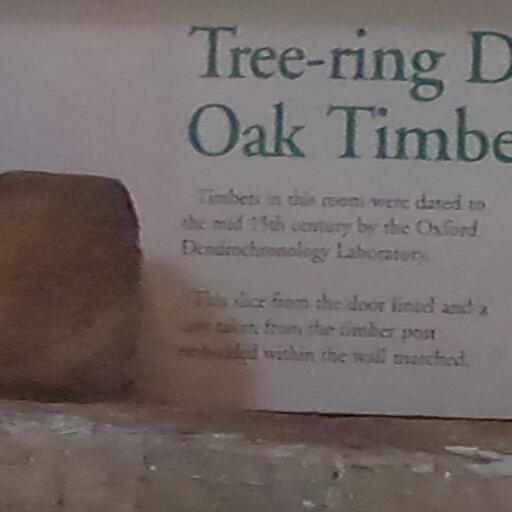 Tree-ring D
Oak Timbe
Timbers in this room were dated to
the mid 15th century by the Oxford
Dendrochronology Laboratory.
This slice from the door lintel and a
taken from the timber post
embedded within the wall matched.